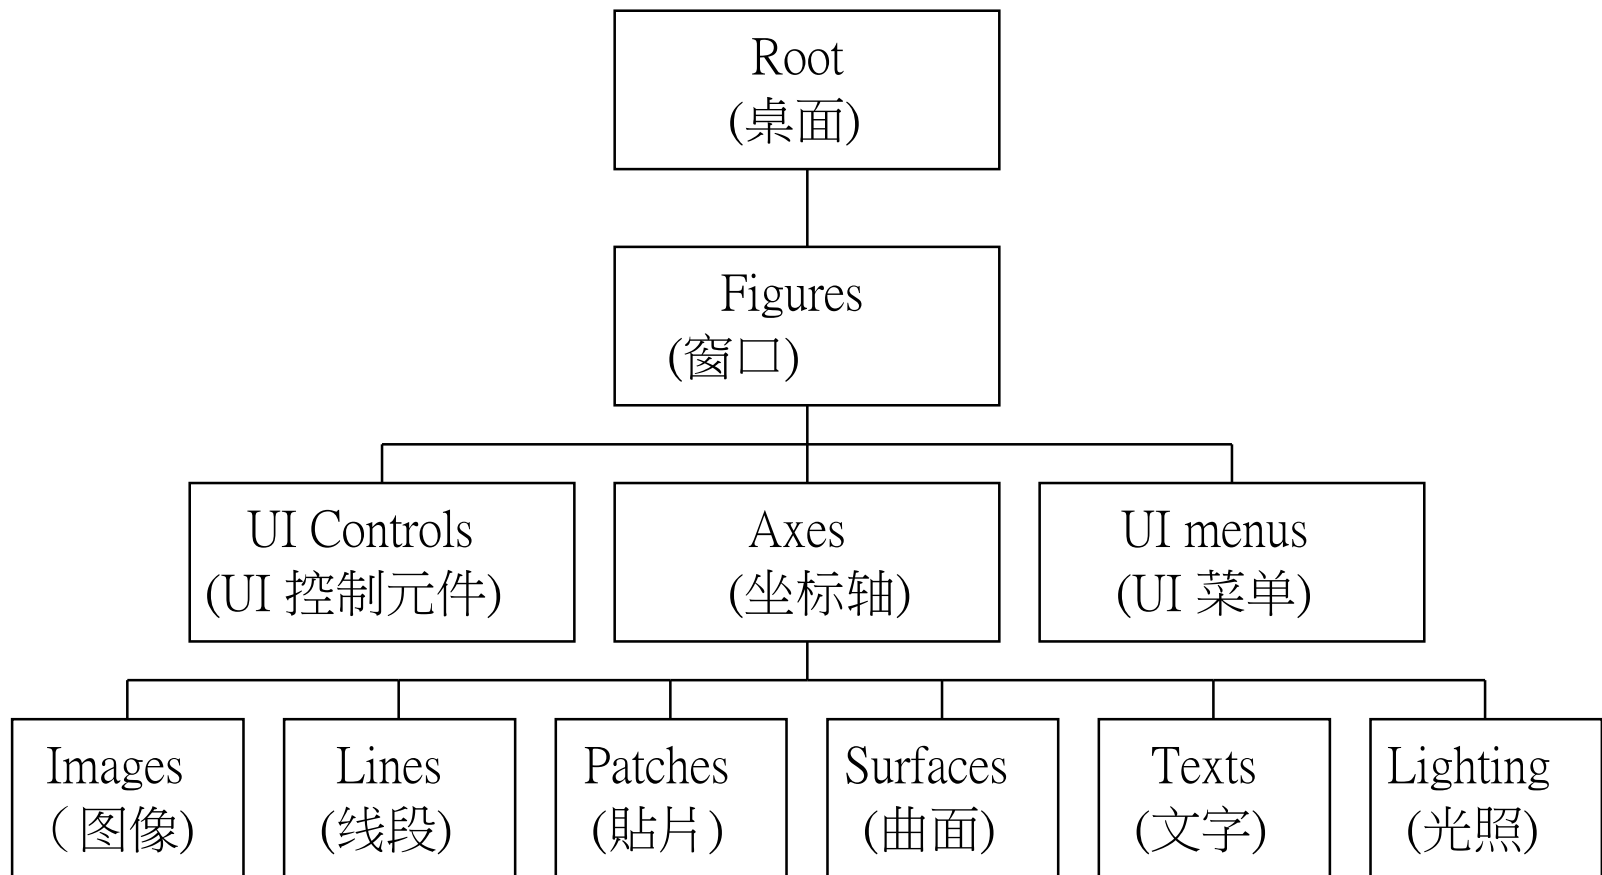 Root
(桌面)
Figures
(窗口)
UI Controls
(UI 控制元件)
Axes
(坐标轴)
UI menus
(UI 菜单)
Images
（图像)
Lines
(线段)
Patches
(貼片)
Surfaces
(曲面)
Texts
(文字)
Lighting
(光照)